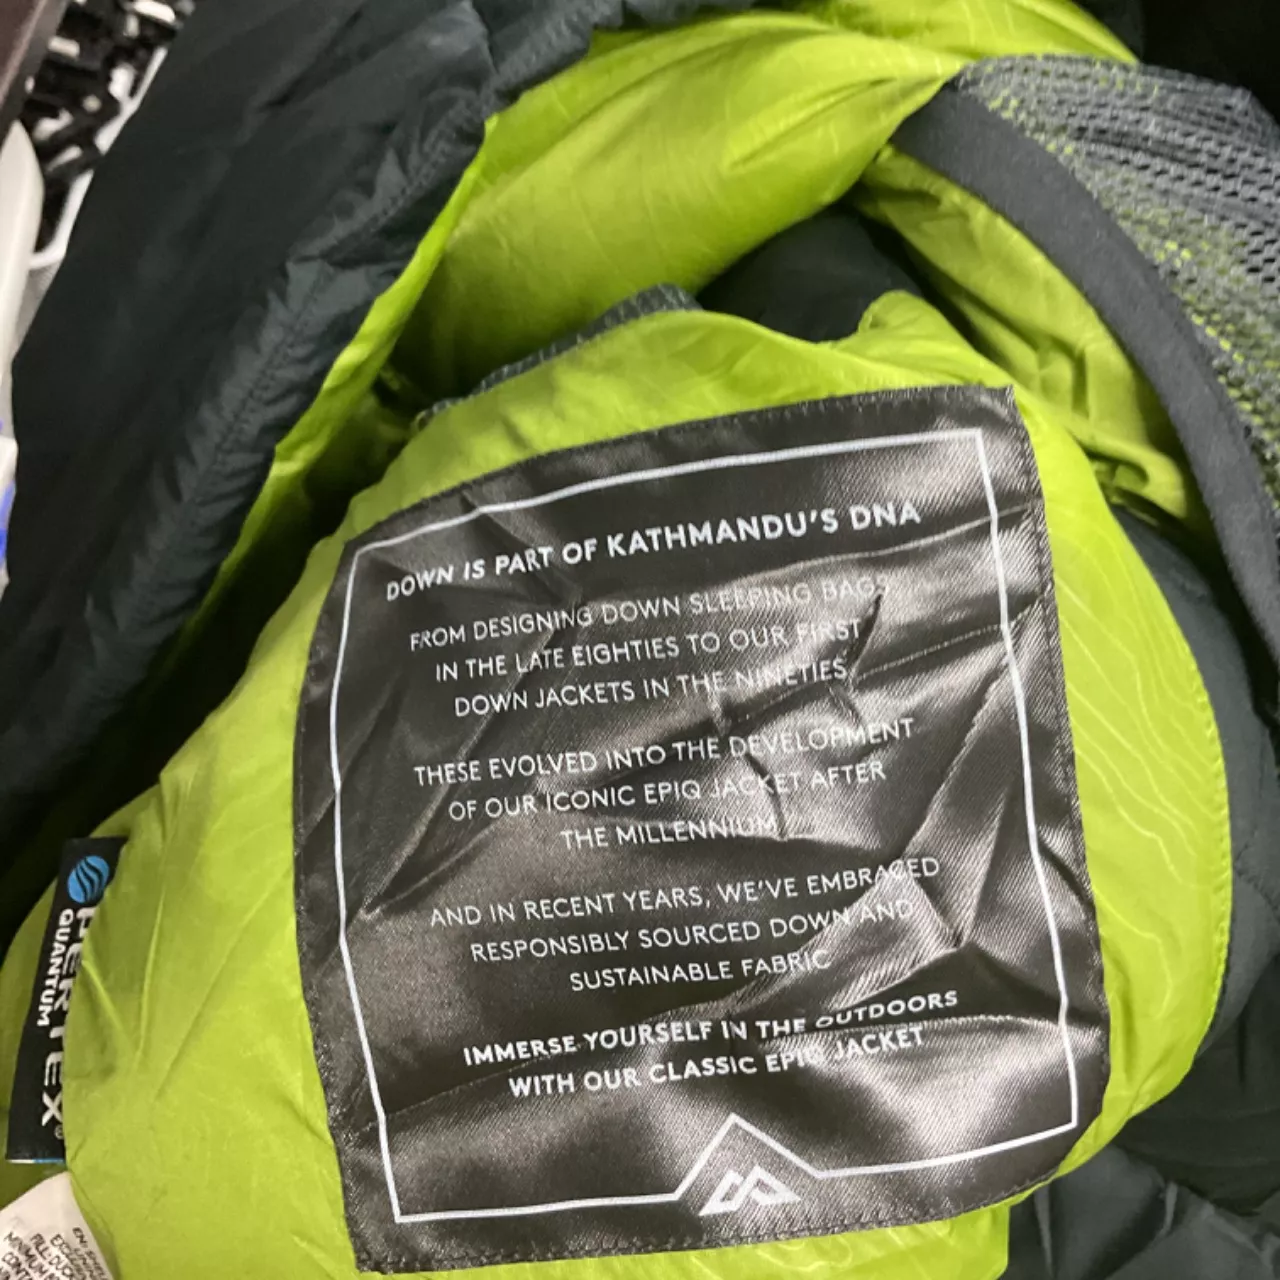 DOWN IS PART OF KATHMANDU'S DNA
FROM DESIGNING DOWN SLEEPING BAGS
IN THE LATE EIGHTIES TO OUR FIRST
DOWN JACKETS IN THE NINETIES
THESE EVOLVED INTO THE DEVELOPMENT
OF OUR ICONIC EPIQ JACKET AFTER
THE MILLENNIUM
AND IN RECENT YEARS, WE'VE EMBRACED
RESPONSIBLY SOURCED DOWN AND
SUSTAINABLE FABRIC
IMMERSE YOURSELF IN THE OUTDOORS
WITH OUR CLASSIC EPIQ JACKET
PERTEX®
QUANTUM